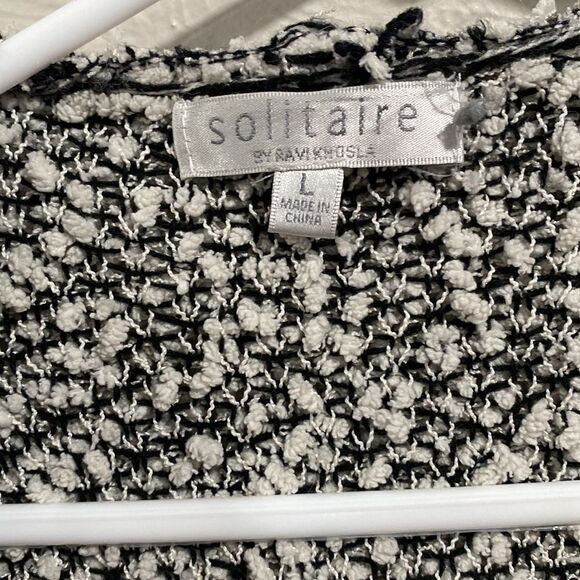 solitaire
BY RAVI KHOSLA
L
MADE IN
CHINA